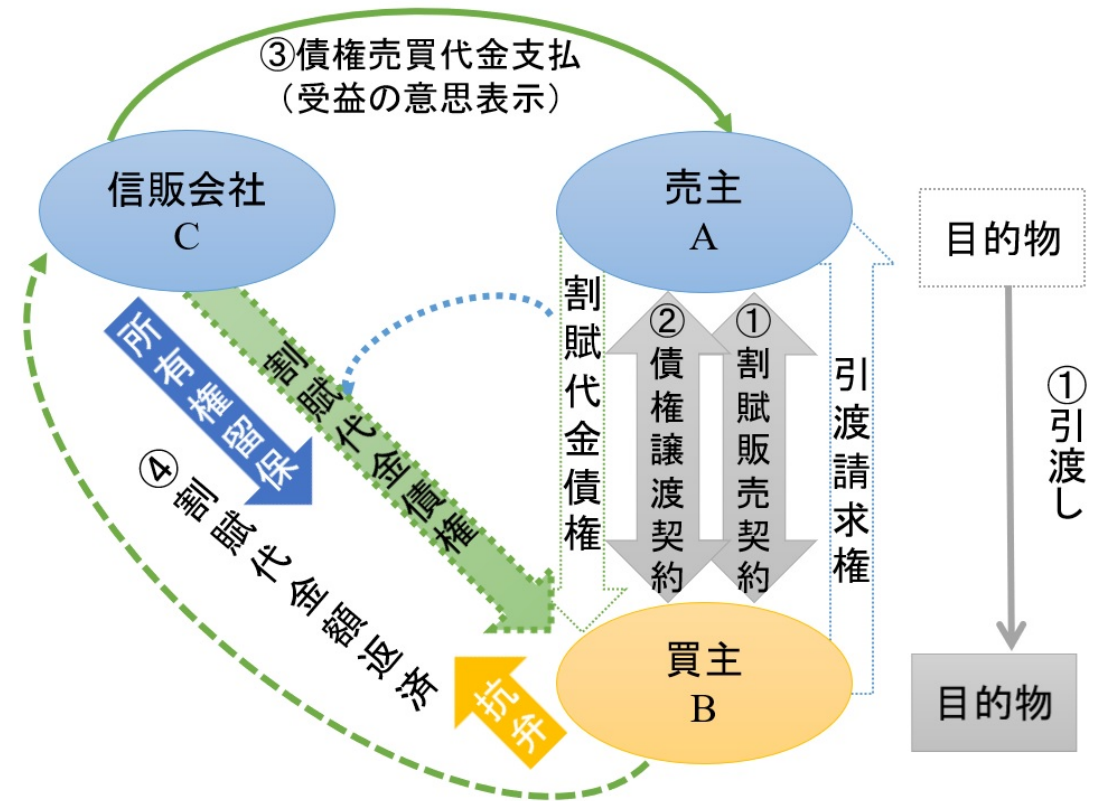 ③債権売買代金支払
（受益の意思表示）
信販会社
C
売主
A
目的物
所有権留保
割賦代金債権
割賦代金債権
②債権譲渡契約
①割賦販売契約
引渡請求権
①引渡し
④割賦代金額返済
抗弁
買主
B
目的物